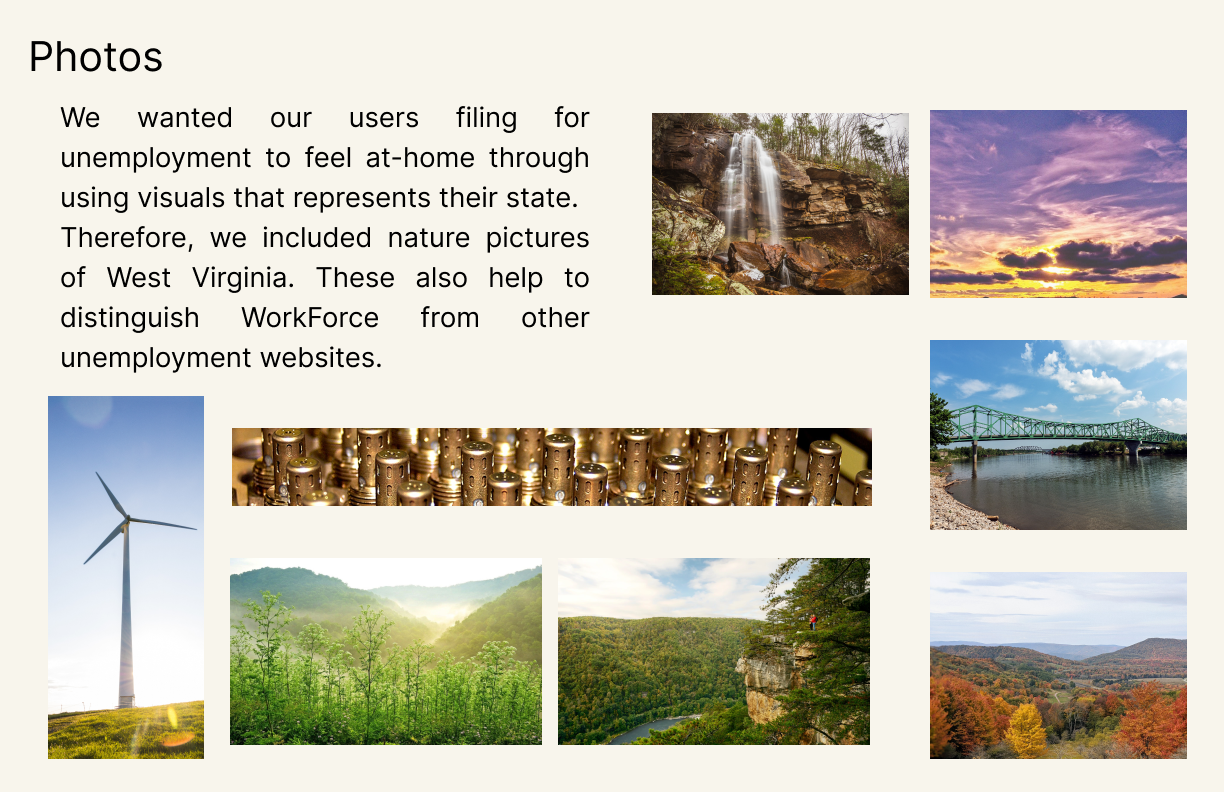 Photos
We wanted our users filing for
unemployment to feel at-home through
using visuals that represents their state.
Therefore, we included nature pictures
of West Virginia. These also help to
distinguish WorkForce from other
unemployment websites.